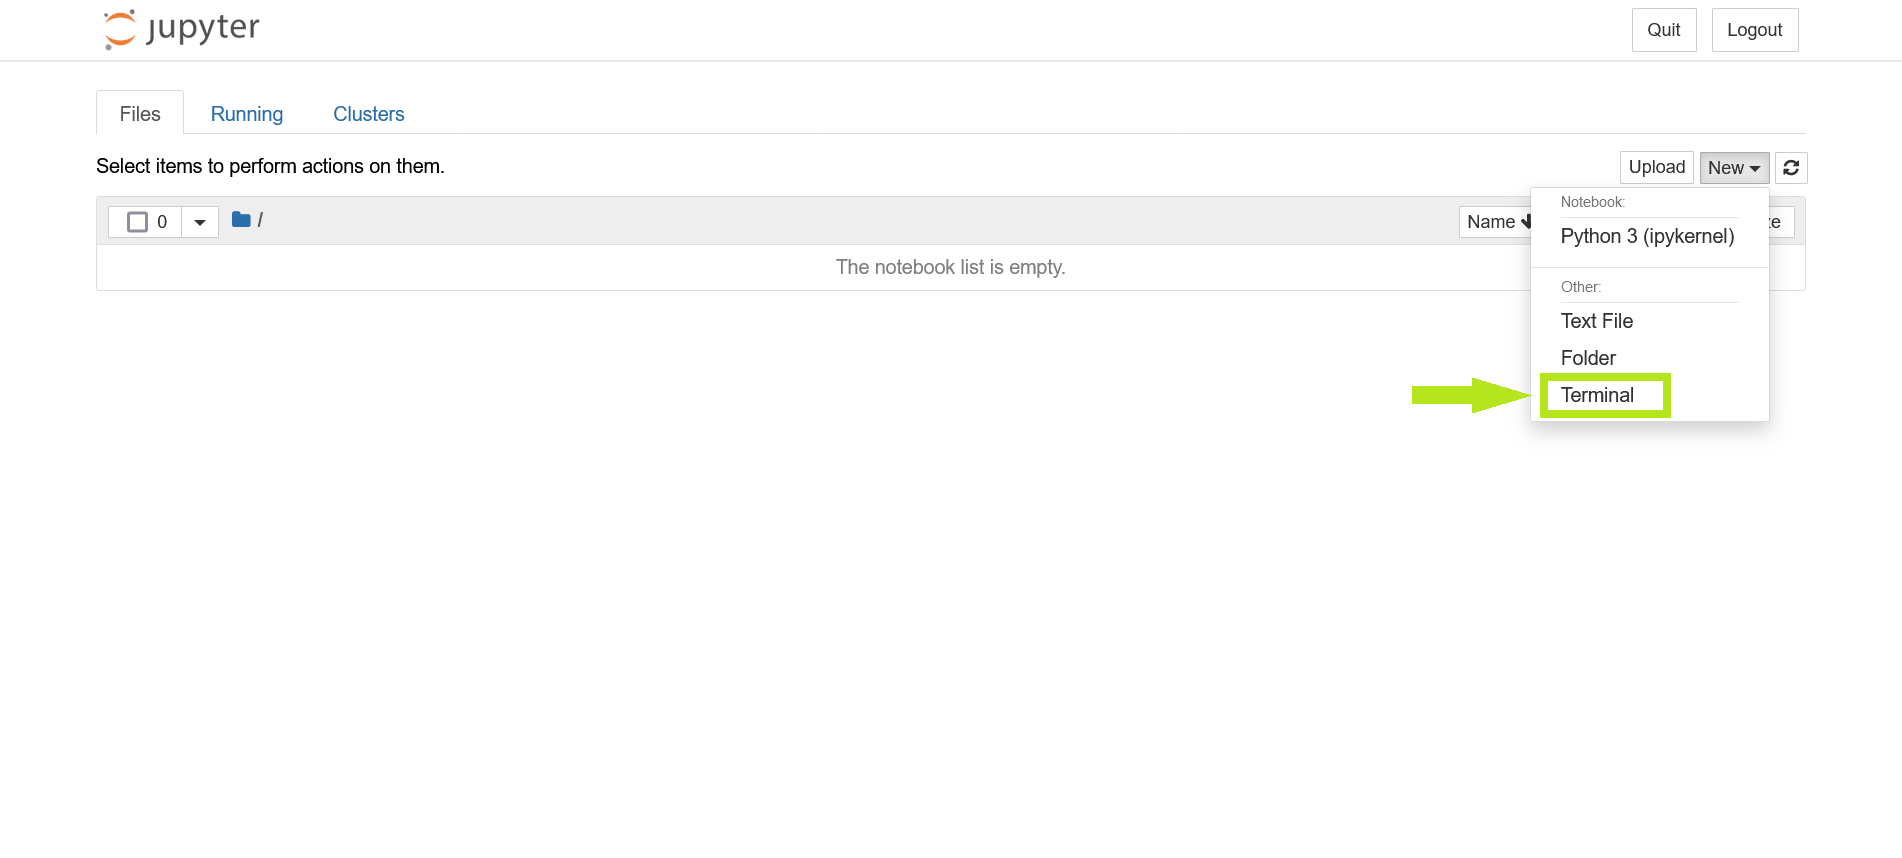 jupyter
Quit Logout
Files Running Clusters
Select items to perform actions on them.
Upload New
0 / Name
Notebook:
Python 3 (ipykernel)
The notebook list is empty.
Other:
Text File
Folder
Terminal